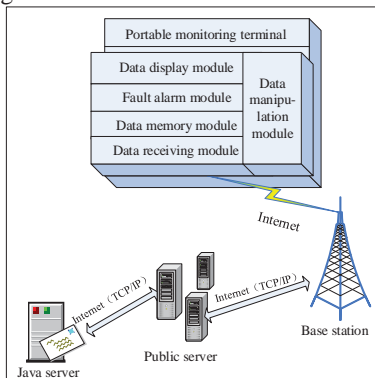 Portable monitoring terminal
Data display module
Fault alarm module
Data memory module
Data receiving module
Data
manipu-
lation
module
Internet
Internet（TCP/IP）
Internet（TCP/IP）
Base station
Public server
Java server